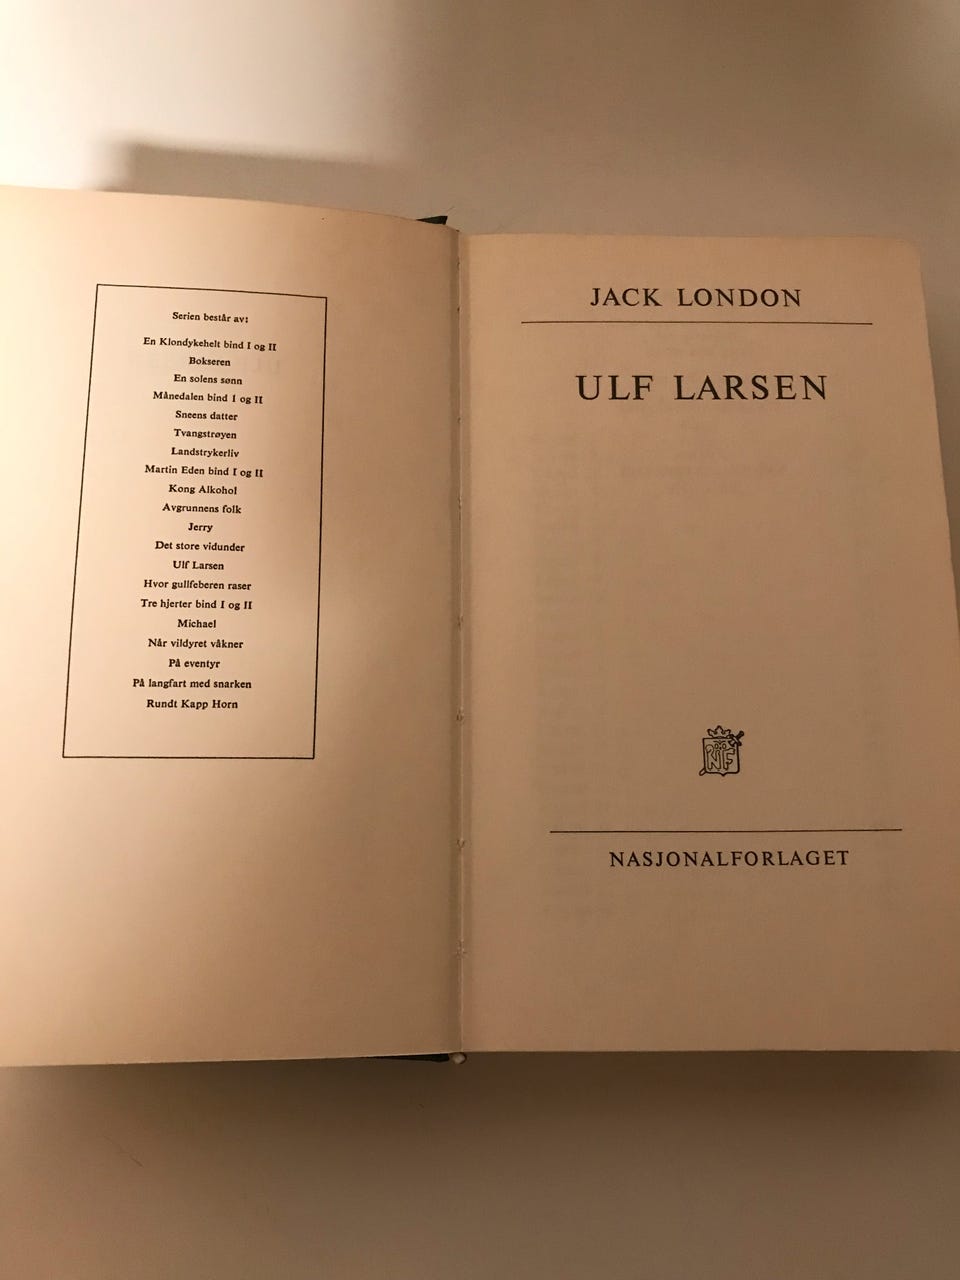 Serien består av:
En Klondykehelt bind I og II
Bokseren
En solens sønn
Månedalen bind I og II
Sneens datter
Tvangstrøyen
Landstrykerliv
Martin Eden bind I og II
Kong Alkohol
Avgrunnens folk
Jerry
Det store vidunder
Ulf Larsen
Hvor gullfeberen raser
Tre hjerter bind I og II
Michael
Når vildyret våkner
På eventyr
På langfart med snarken
Rundt Kapp Horn
JACK LONDON
ULF LARSEN
NF
NASJONALFORLAGET